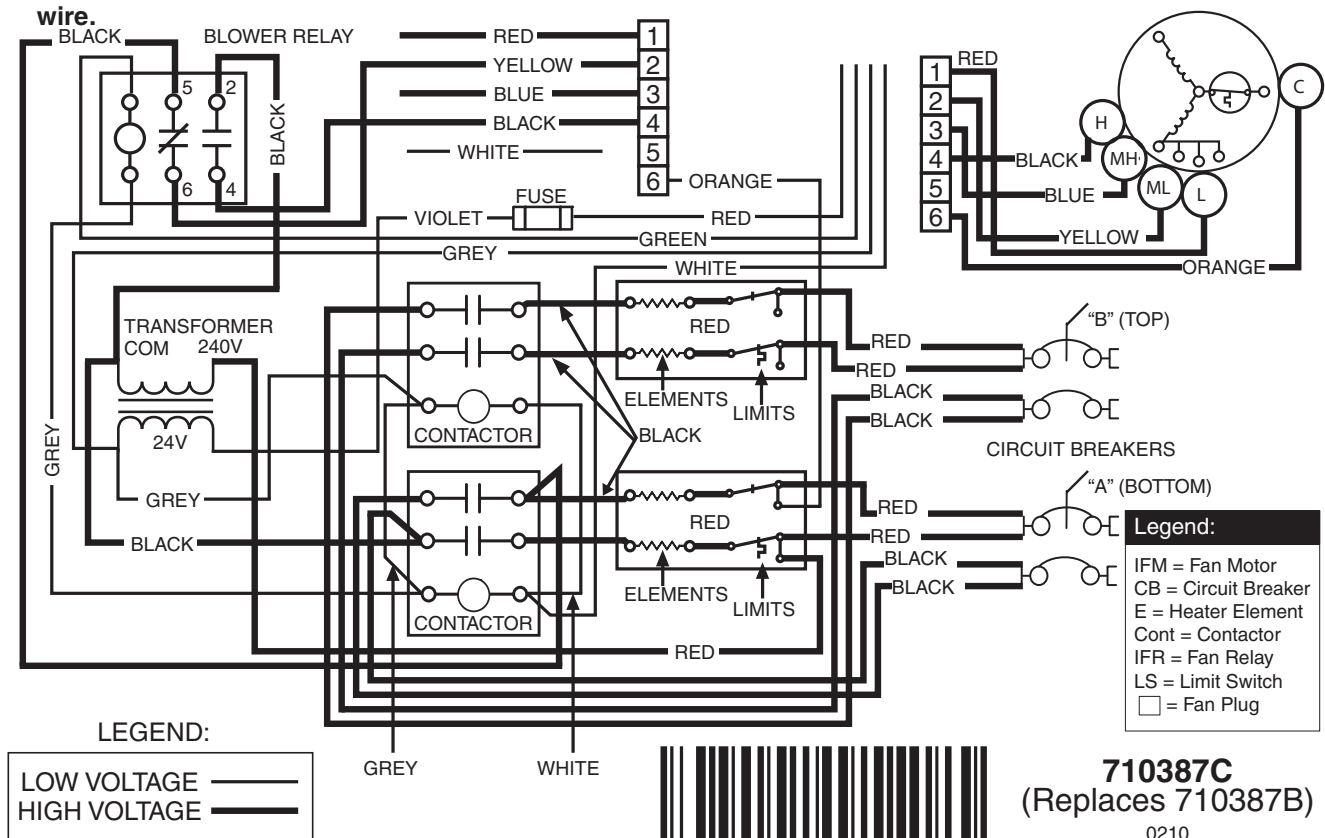 wire.
BLACK
BLOWER RELAY
5
2
6
4
BLACK
GREY
RED
YELLOW
BLUE
BLACK
WHITE
1
2
3
4
5
6
ORANGE
VIOLET
FUSE
RED
GREEN
GREY
WHITE
1
2
3
4
5
6
RED
BLACK
BLUE
YELLOW
ORANGE
H
MH
ML
L
C
TRANSFORMER
COM 240V
24V
GREY
BLACK
CONTACTOR
RED
ELEMENTS
LIMITS
BLACK
CONTACTOR
RED
ELEMENTS
LIMITS
RED
RED
RED
BLACK
BLACK
"B" (TOP)
CIRCUIT BREAKERS
"A" (BOTTOM)
RED
RED
BLACK
BLACK
Legend:
IFM = Fan Motor
CB = Circuit Breaker
E = Heater Element
Cont = Contactor
IFR = Fan Relay
LS = Limit Switch
= Fan Plug
GREY
WHITE
LEGEND:
LOW VOLTAGE
HIGH VOLTAGE
710387C
(Replaces 710387B)
0210